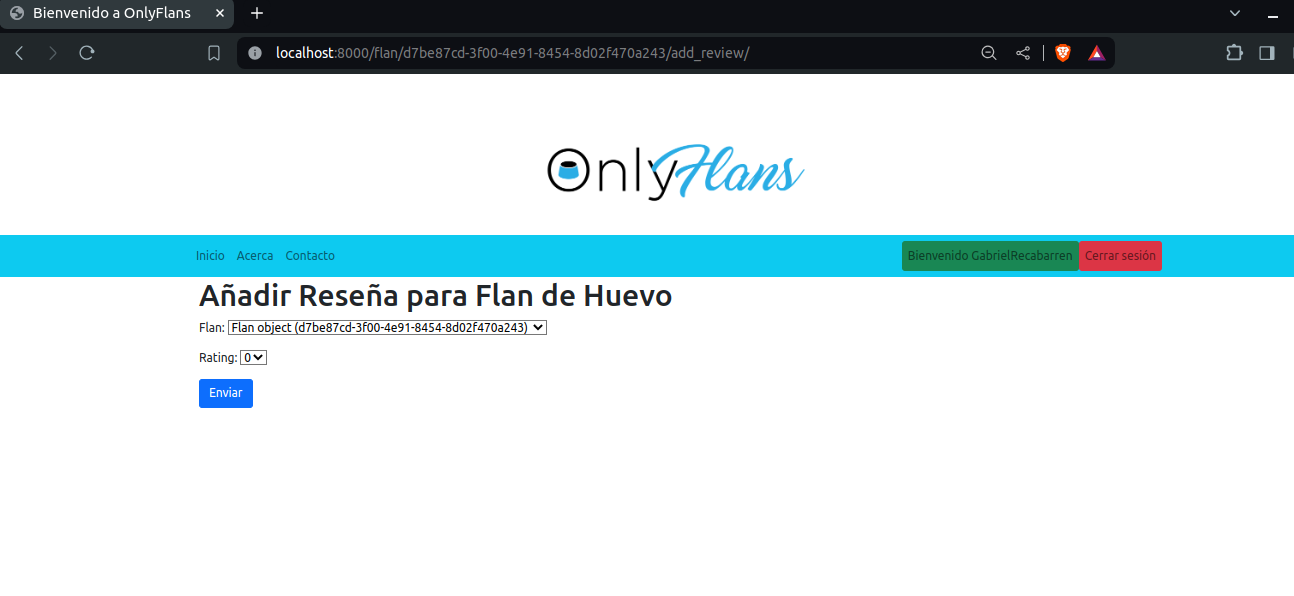 Bienvenido a OnlyFlans
localhost:8000/flan/d7be87cd-3f00-4e91-8454-8d02f470a243/add_review/
OnlyFlans
Inicio Acerca Contacto Bienvenido GabrielRecabarren Cerrar sesión
Añadir Reseña para Flan de Huevo
Flan: Flan object (d7be87cd-3f00-4e91-8454-8d02f470a243)
Rating: 0
Enviar